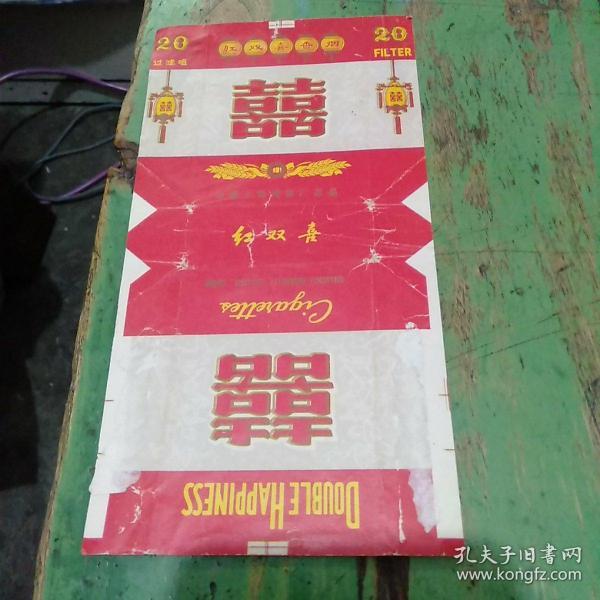 20 红双喜香烟 20
过滤咀 FILTER
囍
喜双红
Cigarettes
囍
DOUBLE HAPPINESS
孔夫子旧书网
www.kongfz.com